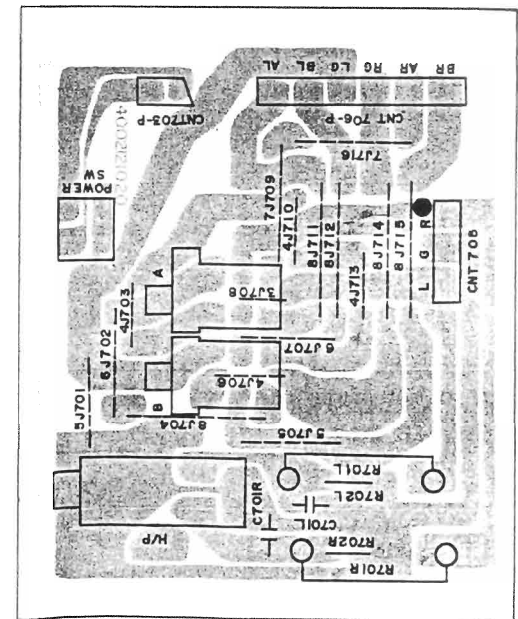 AL BL LG RG AR BR
CNT703-P
CNT 706-P
7J716
POWER
SW
7J709
4J710
8J711
8J712
4J713
8J714
8J715
L G R
CNT 705
A
3J708
4J703
6J702
6J707
4J706
5J701
B
8J704
5J705
R701L
R702L
C701R
C701L
H/P
R702R
R701R